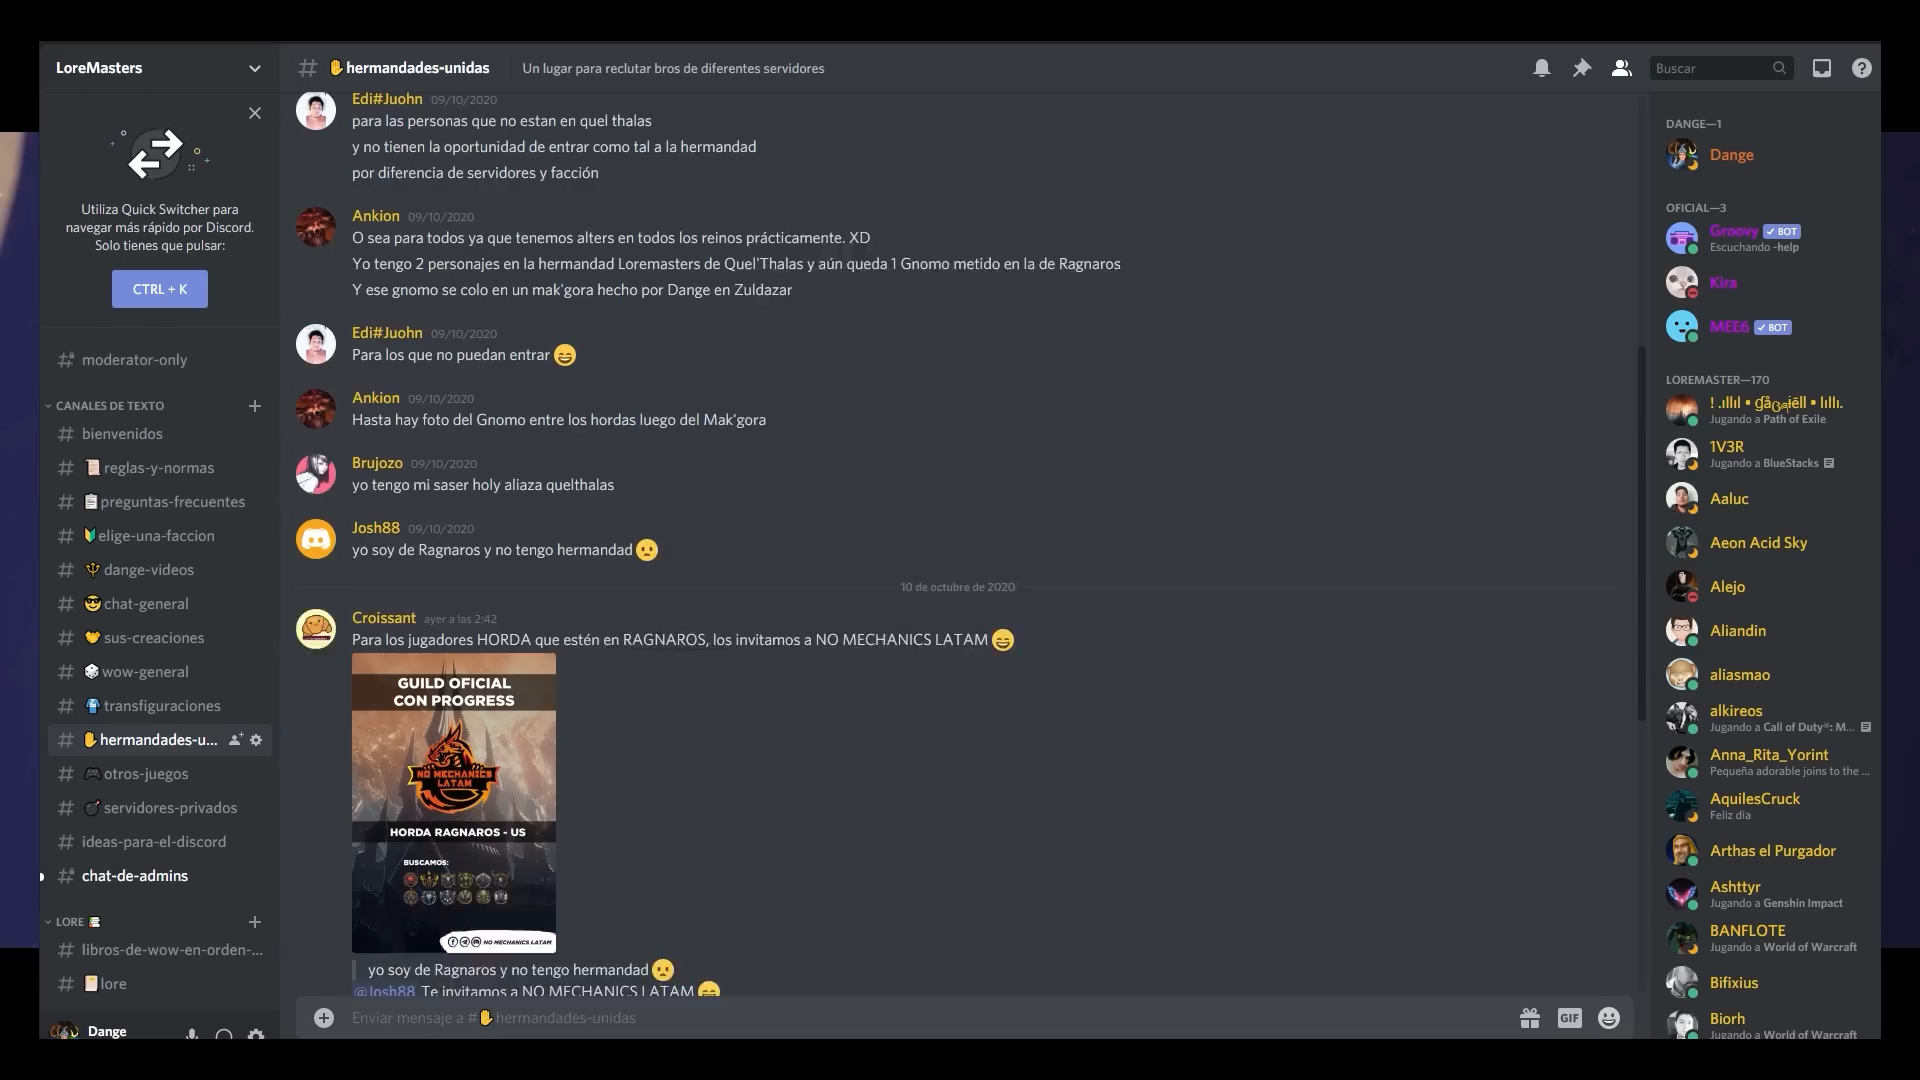 LoreMasters
Utiliza Quick Switcher para
navegar más rápido por Discord.
Solo tienes que pulsar:
CTRL + K
moderator-only
CANALES DE TEXTO
bienvenidos
reglas-y-normas
preguntas-frecuentes
elige-una-faccion
dange-videos
chat-general
sus-creaciones
wow-general
transfiguraciones
hermandades-u...
otros-juegos
servidores-privados
ideas-para-el-discord
chat-de-admins
LORE
libros-de-wow-en-orden-...
lore
Dange
# hermandades-unidas Un lugar para reclutar bros de diferentes servidores
Buscar
Edi#Juohn 09/10/2020
para las personas que no estan en quel thalas
y no tienen la oportunidad de entrar como tal a la hermandad
por diferencia de servidores y facción
Ankion 09/10/2020
O sea para todos ya que tenemos alters en todos los reinos prácticamente. XD
Yo tengo 2 personajes en la hermandad Loremasters de Quel'Thalas y aún queda 1 Gnomo metido en la de Ragnaros
Y ese gnomo se colo en un mak'gora hecho por Dange en Zuldazar
Edi#Juohn 09/10/2020
Para los que no puedan entrar 😄
Ankion 09/10/2020
Hasta hay foto del Gnomo entre los hordas luego del Mak'gora
Brujozo 09/10/2020
yo tengo mi saser holy aliaza quelthalas
Josh88 09/10/2020
yo soy de Ragnaros y no tengo hermandad 🙁
10 de octubre de 2020
Croissant ayer a las 2:42
Para los jugadores HORDA que estén en RAGNAROS, los invitamos a NO MECHANICS LATAM 😄
GUILD OFICIAL
CON PROGRESS
NO MECHANICS
LATAM
HORDA RAGNAROS - US
BUSCAMOS:
NO MECHANICS LATAM
yo soy de Ragnaros y no tengo hermandad 🙁
@Josh88 Te invitamos a NO MECHANICS LATAM 😄
Enviar mensaje a #✋hermandades-unidas
GIF
DANGE—1
Dange
OFICIAL—3
Groovy ✓ BOT
Escuchando -help
Kira
MEE6 ✓ BOT
LOREMASTER—170
Jugando a Path of Exile
1V3R
Jugando a BlueStacks
Aaluc
Aeon Acid Sky
Alejo
Aliandin
aliasmao
alkireos
Jugando a Call of Duty®: M...
Anna_Rita_Yorint
Pequeña adorable joins to the ...
AquilesCruck
Feliz día
Arthas el Purgador
Ashttyr
Jugando a Genshin Impact
BANFLOTE
Jugando a World of Warcraft
Bifixius
Biorh
Jugando a World of Warcraft